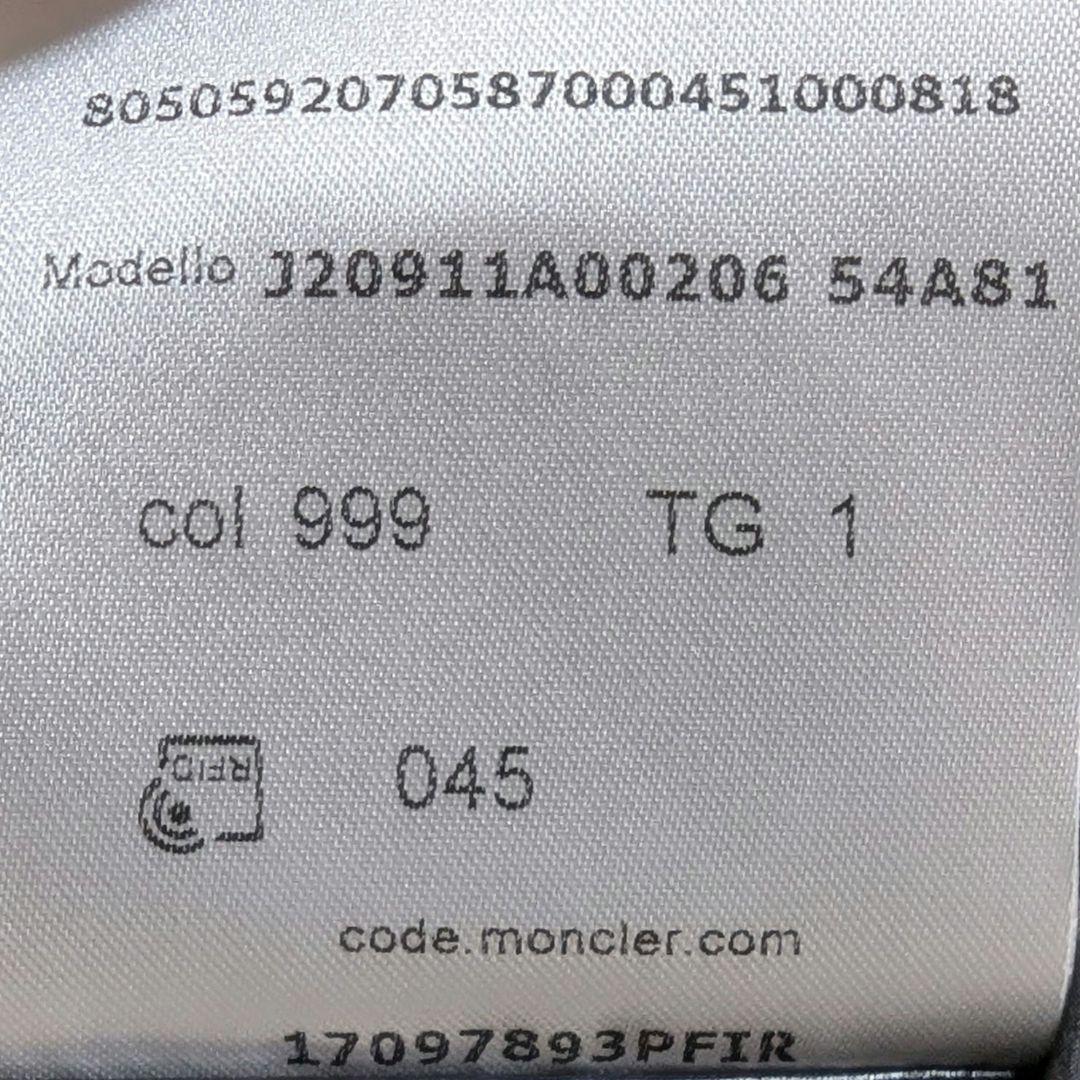 8050592070587000451000818
Modello J20911A00206 54A81
col 999 TG 1
RFID 045
code.moncler.com
17097893PFIR